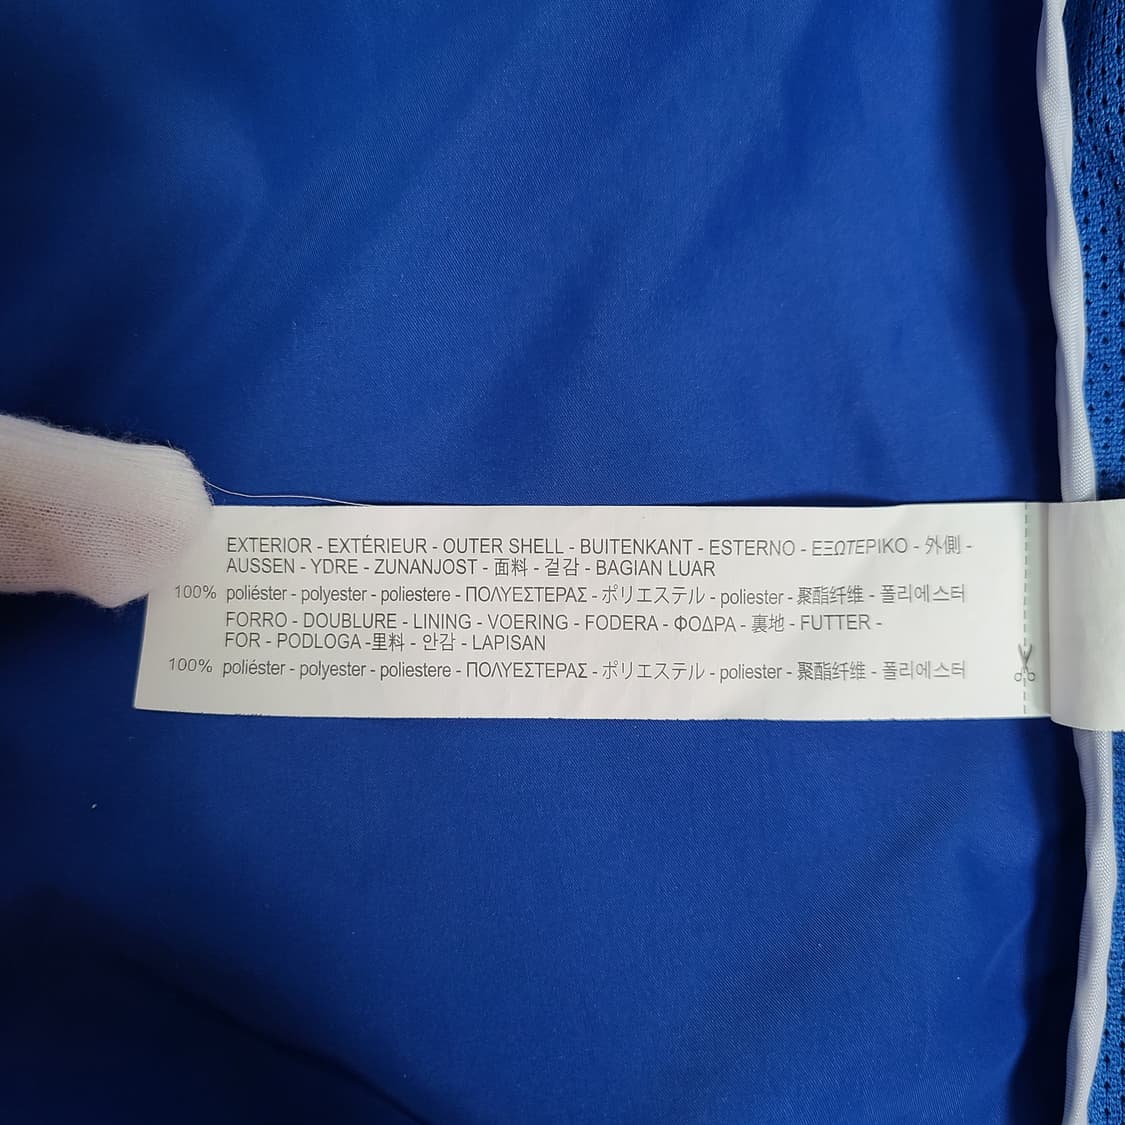 EXTERIOR - EXTÉRIEUR - OUTER SHELL - BUITENKANT - ESTERNO - ΕΞΩΤΕΡΙΚΟ - 外側 -
AUSSEN - YDRE - ZUNANJOST - 面料 - 겉감 - BAGIAN LUAR
100% poliéster - polyester - poliestere - ΠΟΛΥΕΣΤΕΡΑΣ - ポリエステル - poliester - 聚酯纤维 - 폴리에스터
FORRO - DOUBLURE - LINING - VOERING - FODERA - ΦΟΔΡΑ - 裏地 - FUTTER -
FOR - PODLOGA -里料 - 안감 - LAPISAN
100% poliéster - polyester - poliestere - ΠΟΛΥΕΣΤΕΡΑΣ - ポリエステル - poliester - 聚酯纤维 - 폴리에스터